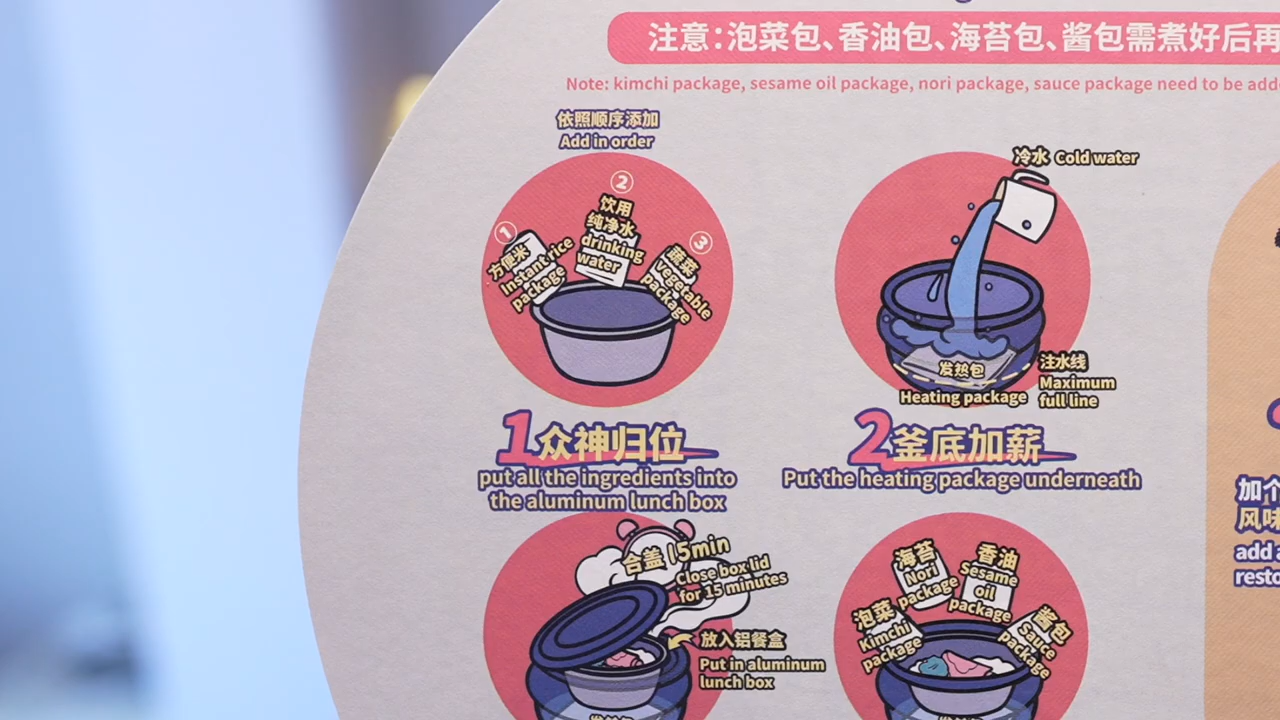 注意：泡菜包、香油包、海苔包、酱包需煮好后再
Note: kimchi package, sesame oil package, nori package, sauce package need to be adde
依照顺序添加
Add in order
①
方便米
Instant rice
package
②
饮用
纯净水
drinking
water
③
蔬菜
vegetable
package
冷水 Cold water
发热包
Heating package
注水线
Maximum
full line
1众神归位
put all the ingredients into
the aluminum lunch box
2釜底加薪
Put the heating package underneath
加个
风味
add a
resto
合盖15min
Close box lid
for 15 minutes
放入铝餐盒
Put in aluminum
lunch box
发热包
泡菜
Kimchi
package
海苔
Nori
package
香油
Sesame
oil
package
酱包
Sauce
package
发热包